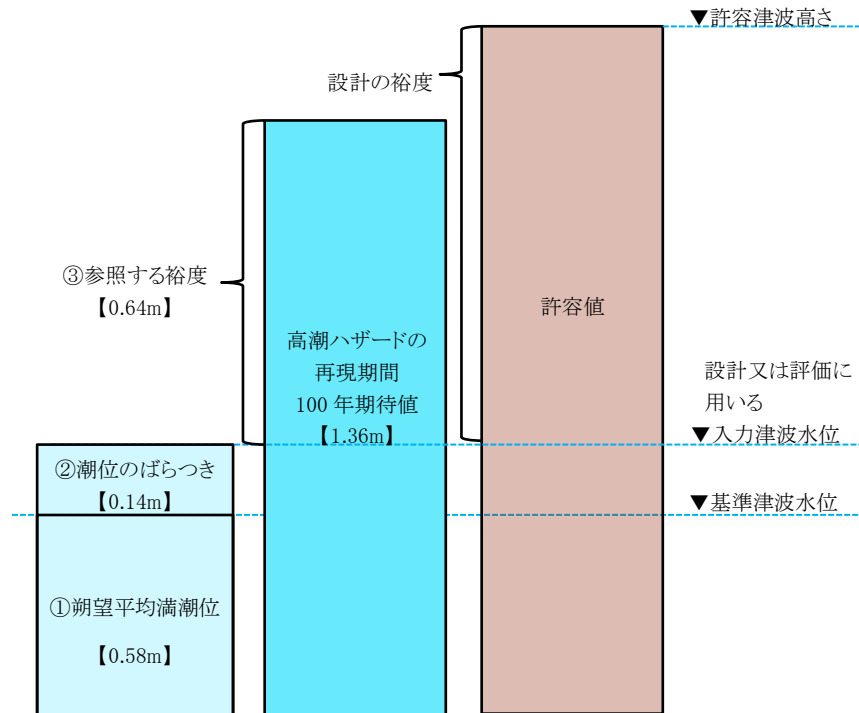 ▼許容津波高さ
設計の裕度
③参照する裕度
【0.64m】
高潮ハザードの
再現期間
100 年期待値
【1.36m】
許容値
設計又は評価に
用いる
▼入力津波水位
②潮位のばらつき
【0.14m】
▼基準津波水位
①朔望平均満潮位
【0.58m】